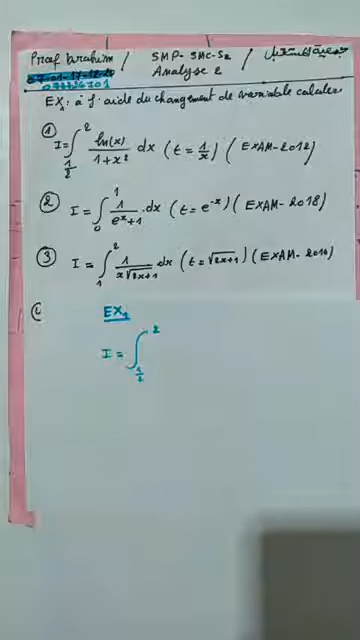 Prof Ibrahim / SMP-SMC-S2 /
Analyse 2
EX1: à l'aide du changement de variable calculer
① I = ∫_{1/2}^{2} ln(x)/(1+x²) dx (t = 1/x) (EXAM-2012)
② I = ∫_{0}^{1} 1/(e^x+1) .dx (t = e^{-x}) (EXAM-2018)
③ I = ∫_{1}^{2} 1/(x√(2x+1)) dx (t = √(2x+1)) (EXAM-2014)
EX1
I = ∫_{1/2}^{2}